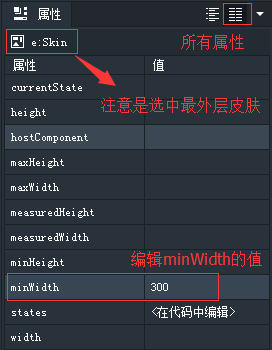 属性
e:Skin
所有属性
属性 值
currentState
注意是选中最外层皮肤
height
hostComponent
maxHeight
maxWidth
measuredHeight
measuredWidth
编辑minWidth的值
minHeight
minWidth 300
states <在代码中编辑>
width